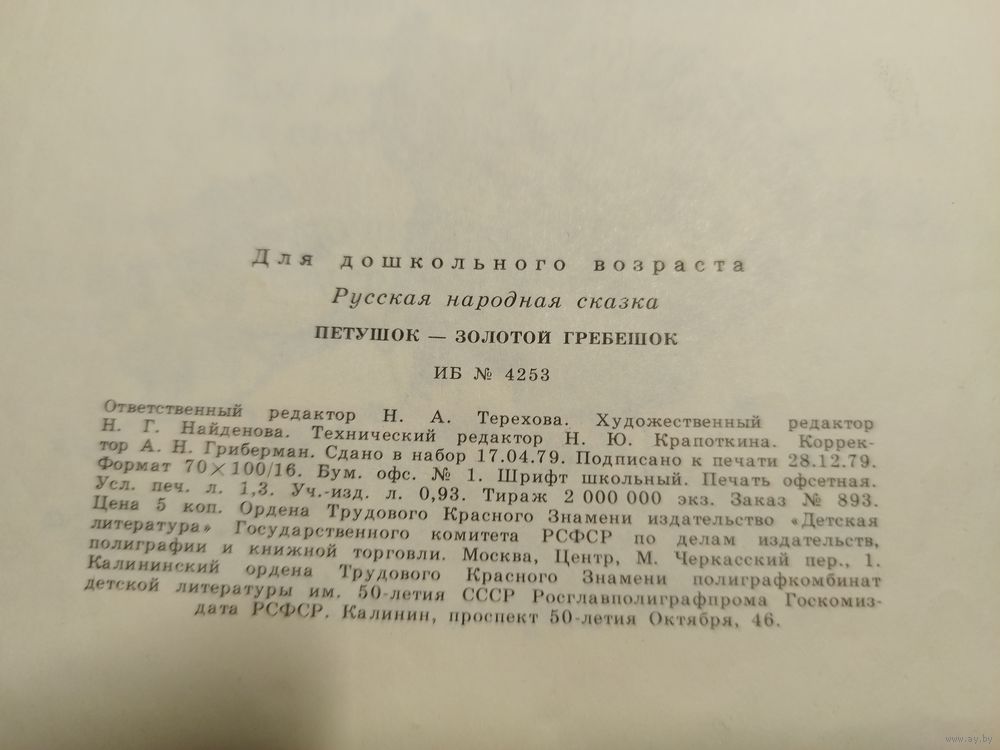 Для дошкольного возраста
Русская народная сказка
ПЕТУШОК — ЗОЛОТОЙ ГРЕБЕШОК
ИБ № 4253
Ответственный редактор Н. А. Терехова. Художественный редактор
Н. Г. Найденова. Технический редактор Н. Ю. Крапоткина. Коррек-
тор А. Н. Гриберман. Сдано в набор 17.04.79. Подписано к печати 28.12.79.
Формат 70×100/16. Бум. офс. № 1. Шрифт школьный. Печать офсетная.
Усл. печ. л. 1,3. Уч.-изд. л. 0,93. Тираж 2 000 000 экз. Заказ № 893.
Цена 5 коп. Ордена Трудового Красного Знамени издательство «Детская
литература» Государственного комитета РСФСР по делам издательств,
полиграфии и книжной торговли. Москва, Центр, М. Черкасский пер., 1.
Калининский ордена Трудового Красного Знамени полиграфкомбинат
детской литературы им. 50-летия СССР Росглавполиграфпрома Госкомиз-
дата РСФСР. Калинин, проспект 50-летия Октября, 46.
www.ay.by